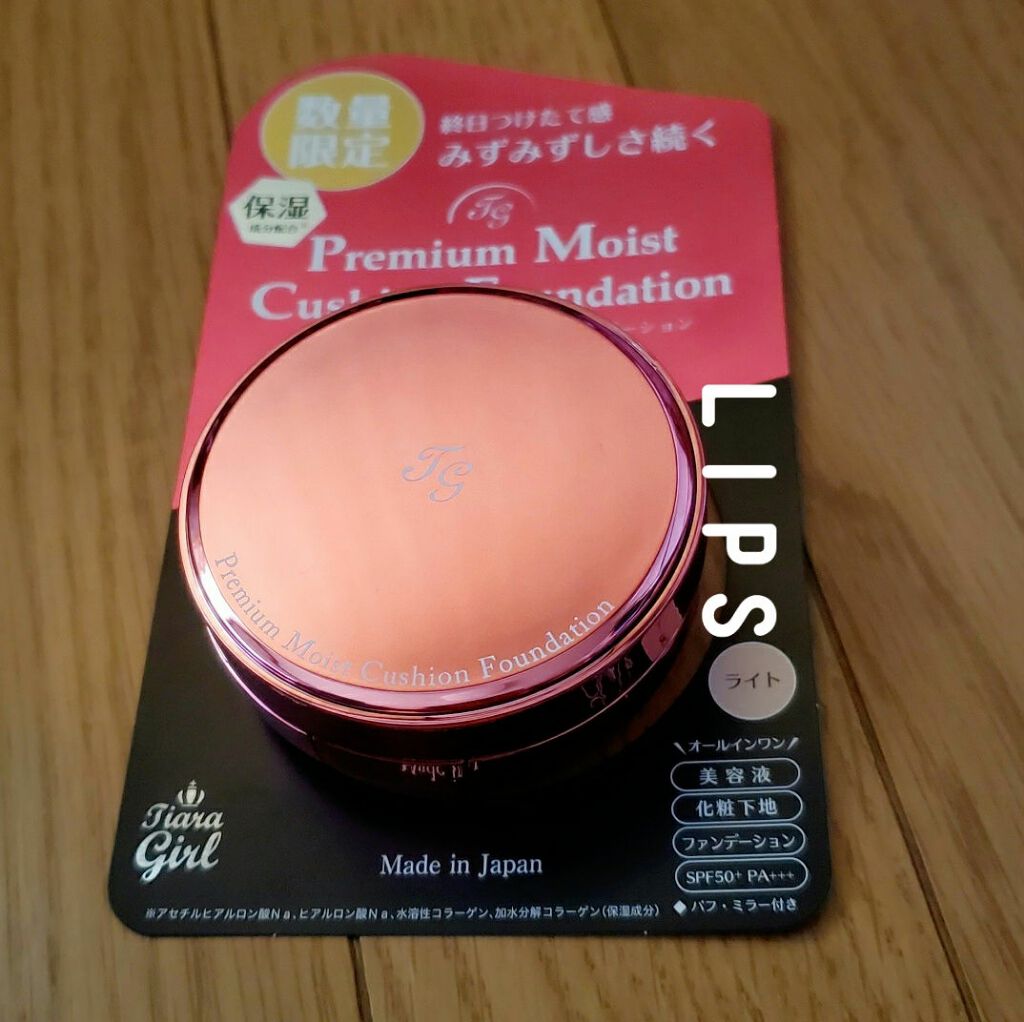 数量
限定
終日つけたて感
みずみずしさ続く
保湿
成分配合
TG
Premium Moist
ndation
ーション
TG
Premium Moist Cushion Foundation
LIPS
ライト
\オールインワン/
美容液
化粧下地
ファンデーション
SPF50+ PA+++
◆パフ・ミラー付き
Tiara
Girl
Made in Japan
※アセチルヒアルロン酸Na、ヒアルロン酸Na、水溶性コラーゲン、加水分解コラーゲン(保湿成分)